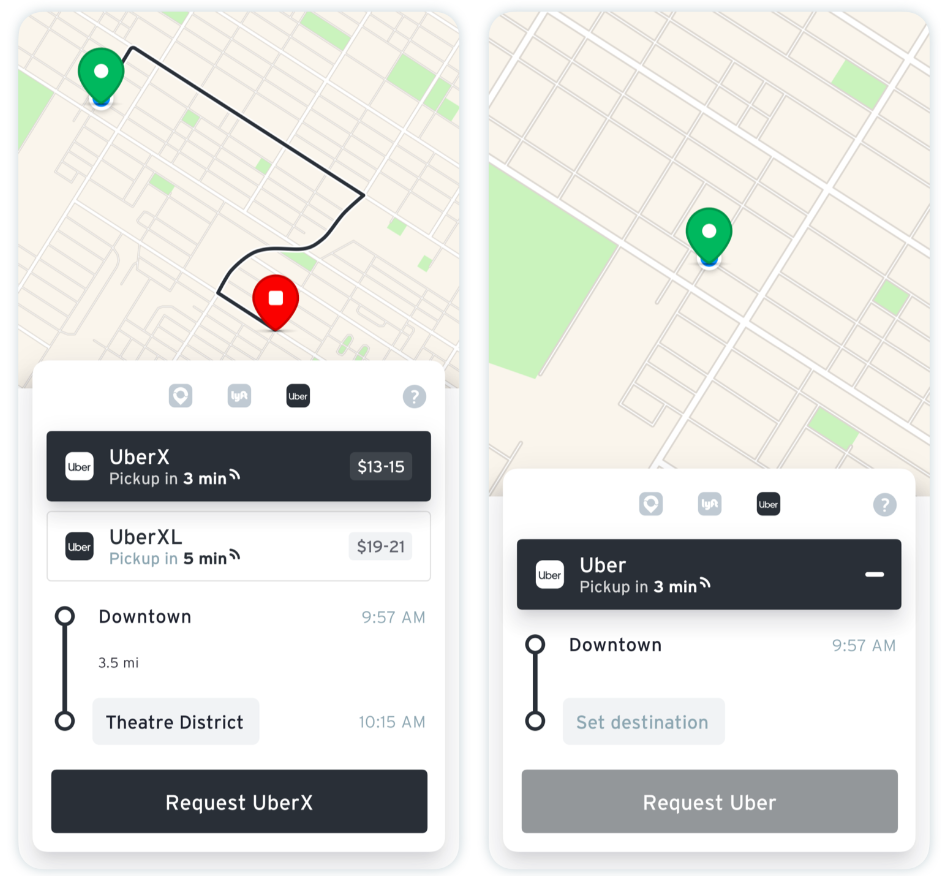 lyft
Uber
?
Uber
UberX
Pickup in 3 min
$13-15
Uber
UberXL
Pickup in 5 min
$19-21
Downtown
9:57 AM
3.5 mi
Theatre District
10:15 AM
Request UberX
lyft
Uber
?
Uber
Uber
Pickup in 3 min
Downtown
9:57 AM
Set destination
Request Uber